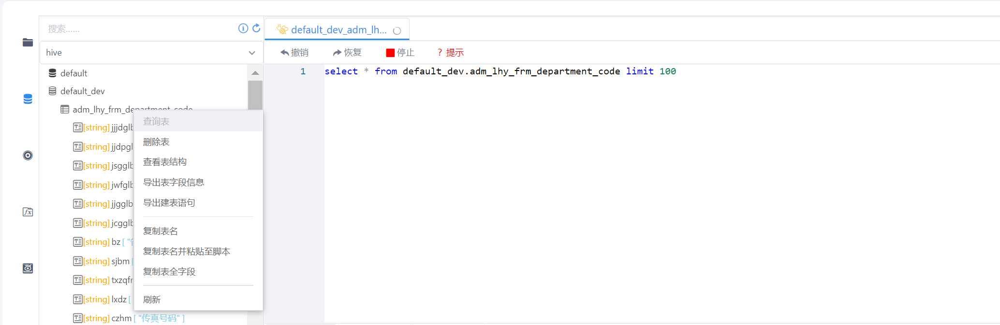 搜索......
hive
default
default_dev
adm_lhy_frm_department_code
[string] jjjdglb
[string] jjdpgl
[string] jsgglb
[string] jwfglb
[string] jjgglb
[string] jcgglb
[string] bz [ "
[string] sjbm [
[string] txzqfr
[string] lxdz [
[string] czhm [ "传真号码" ]
查询表
删除表
查看表结构
导出表字段信息
导出建表语句
复制表名
复制表名并粘贴至脚本
复制表全字段
刷新
default_dev_adm_lh...
撤销 恢复 停止 ? 提示
1 select * from default_dev.adm_lhy_frm_department_code limit 100